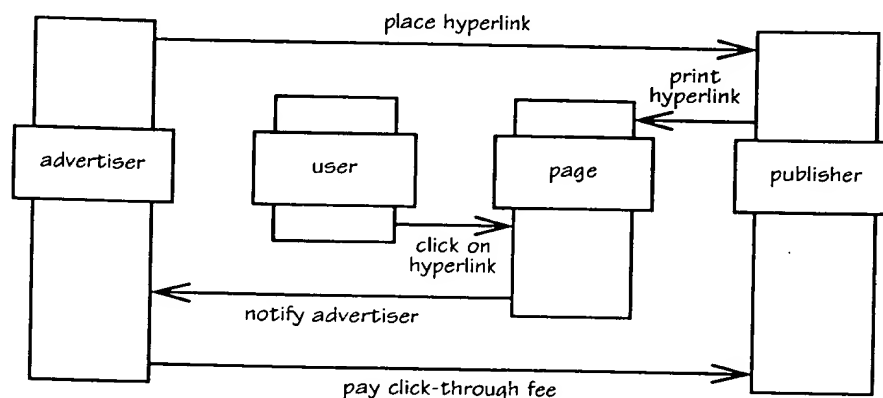 place hyperlink
print
hyperlink
advertiser
user
page
publisher
click on
hyperlink
notify advertiser
pay click-through fee